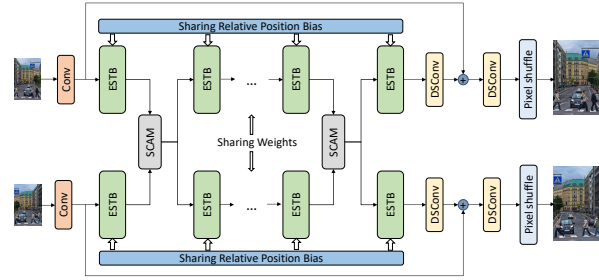 Sharing Relative Position Bias
Conv
ESTB
ESTB
...
ESTB
ESTB
DSConv
DSConv
Pixel shuffle
SCAM
Sharing Weights
SCAM
Conv
ESTB
ESTB
...
ESTB
ESTB
DSConv
DSConv
Pixel shuffle
Sharing Relative Position Bias